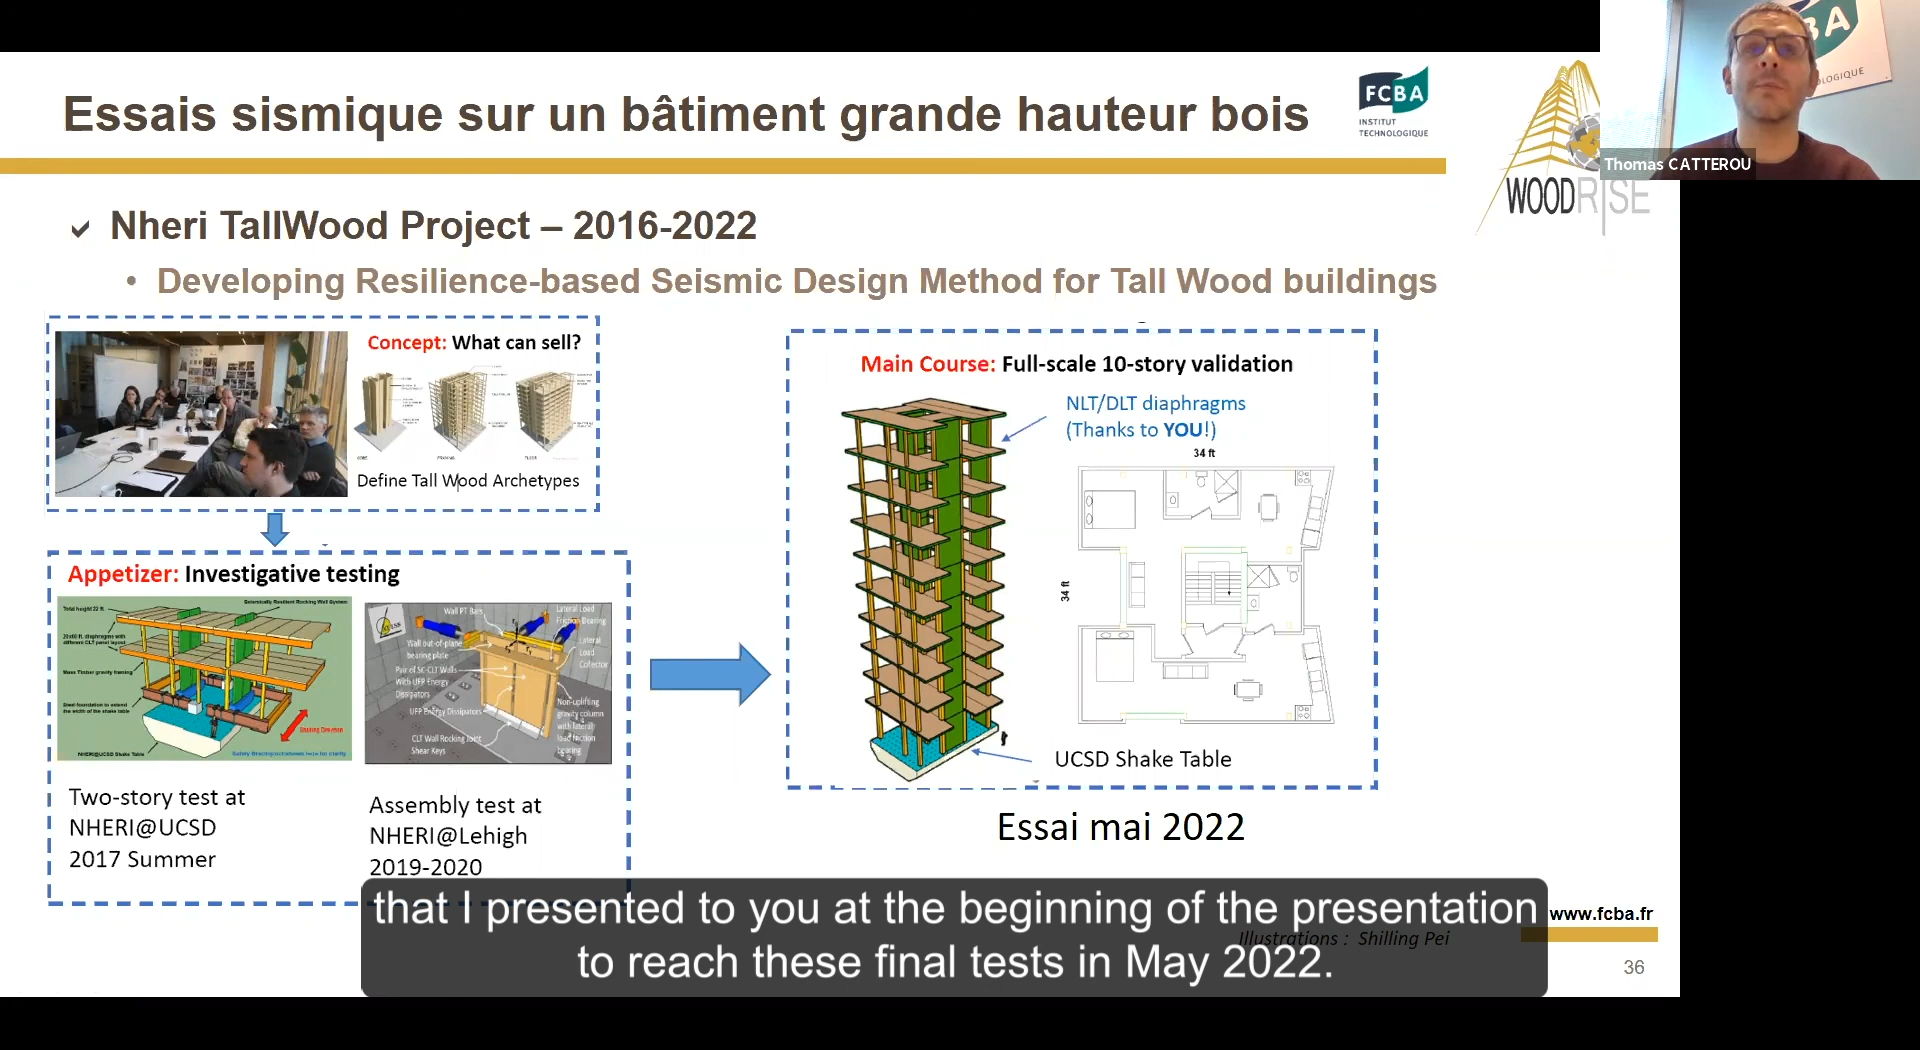 Essais sismique sur un bâtiment grande hauteur bois
FCBA
INSTITUT
TECHNOLOGIQUE
WOODRISE
BA
OLOGIQUE
Thomas CATTEROU
Nheri TallWood Project – 2016-2022
• Developing Resilience-based Seismic Design Method for Tall Wood buildings
Concept: What can sell?
Define Tall Wood Archetypes
Appetizer: Investigative testing
Total height 22 ft
Seismically Resilient Rocking Wall System
20x60 ft. diaphragms with
different CLT panel layout
Mass Timber gravity framing
Steel foundation to extend
the width of the shake table
NHERI@UCSD Shake Table
Wall PT Bars
Lateral Load
Friction Bearing
Wall out-of-plane
bearing plate
Lateral
Load
Collector
Pair of SC-CLT Walls
With UFP Energy
Dissipators
UFP Energy Dissipators
Non-uplifting
gravity column
with lateral
load friction
bearing
CLT Wall Rocking Joint
Shear Keys
Two-story test at
NHERI@UCSD
2017 Summer
Assembly test at
NHERI@Lehigh
2019-2020
Main Course: Full-scale 10-story validation
NLT/DLT diaphragms
(Thanks to YOU!)
34 ft
34 ft
UCSD Shake Table
Essai mai 2022
that I presented to you at the beginning of the presentation
to reach these final tests in May 2022.
www.fcba.fr
Illustrations : Shilling Pei
36